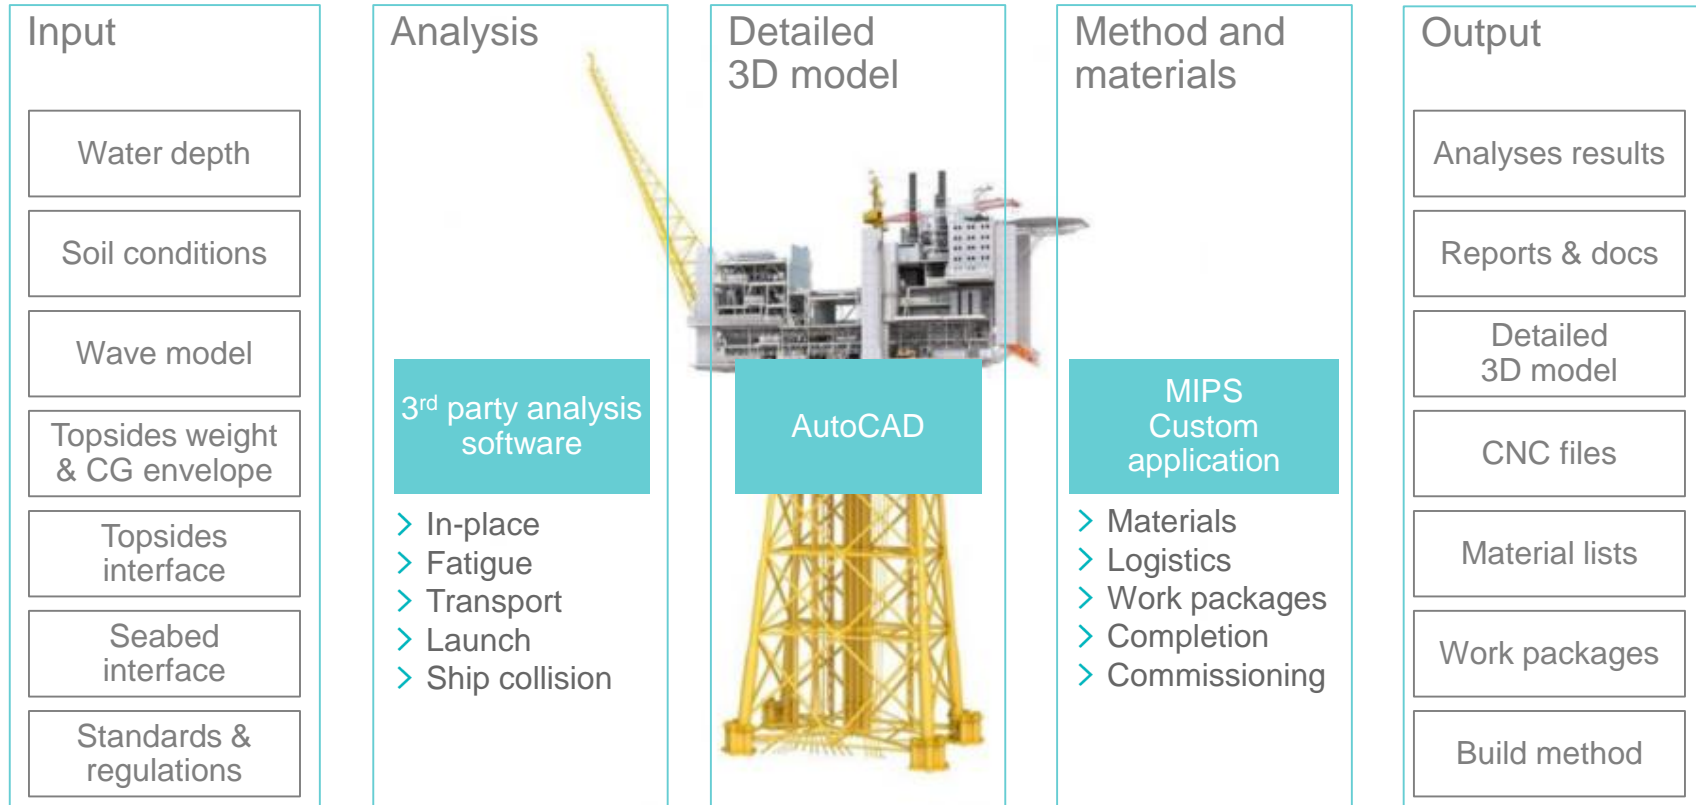 Input
Water depth
Soil conditions
Wave model
Topsides weight
& CG envelope
Topsides
interface
Seabed
interface
Standards &
regulations
Analysis
3rd party analysis
software
In-place
Fatigue
Transport
Launch
Ship collision
Detailed
3D model
AutoCAD
Method and
materials
MIPS
Custom
application
Materials
Logistics
Work packages
Completion
Commissioning
Output
Analyses results
Reports & docs
Detailed
3D model
CNC files
Material lists
Work packages
Build method